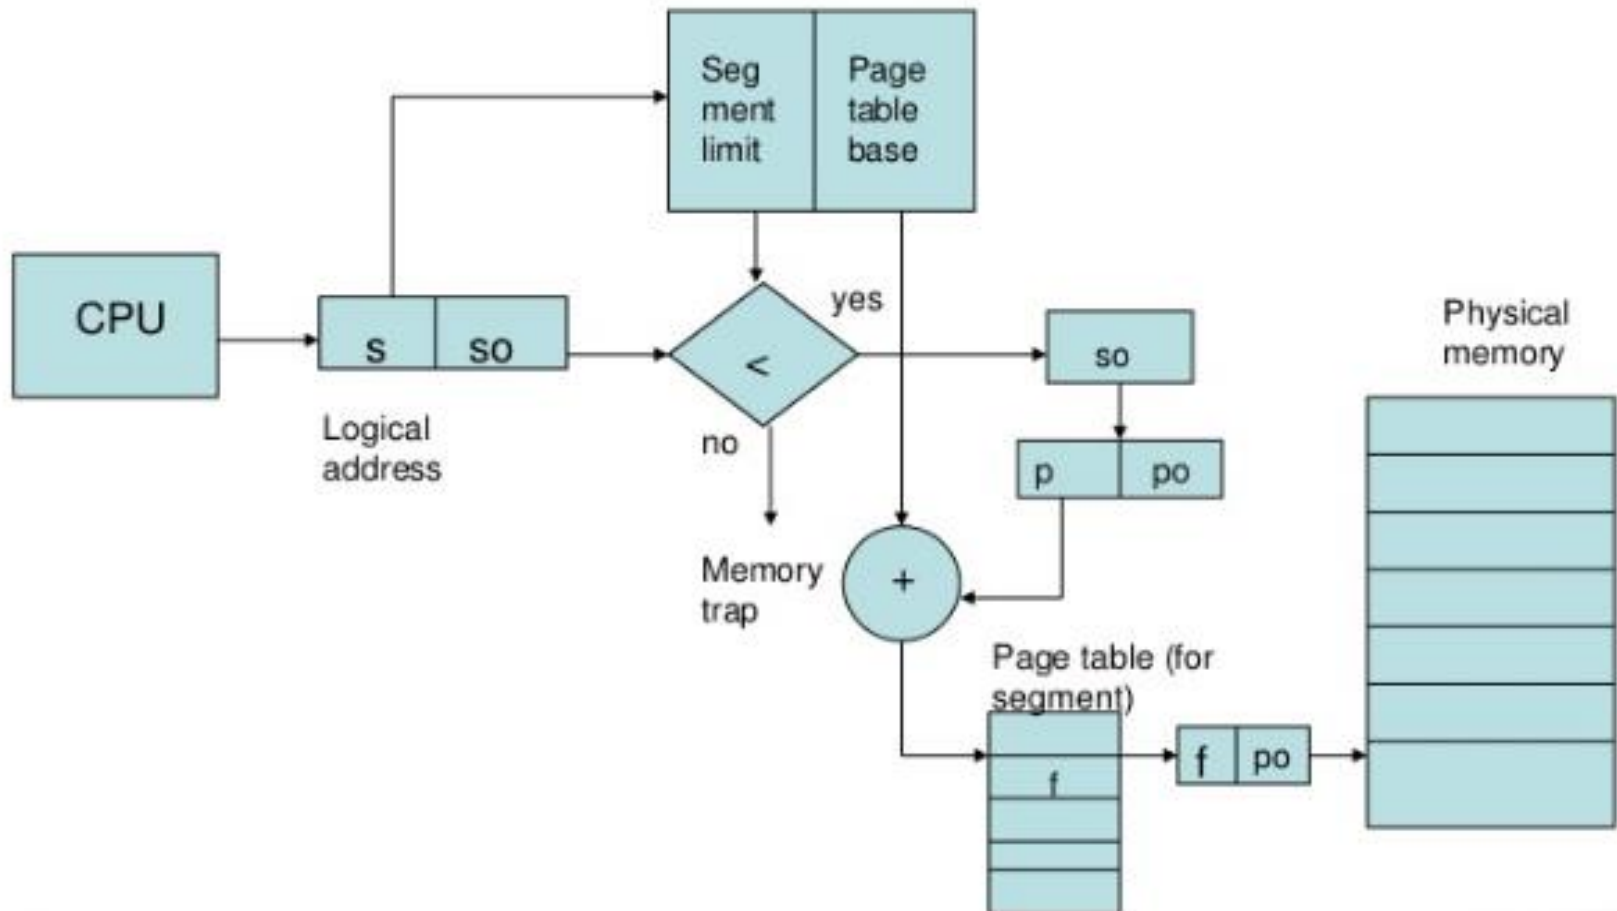 Seg
ment
limit
Page
table
base
CPU
s
so
Logical
address
<
yes
no
Memory
trap
so
p
po
+
Physical
memory
Page table (for
segment)
f
f
po